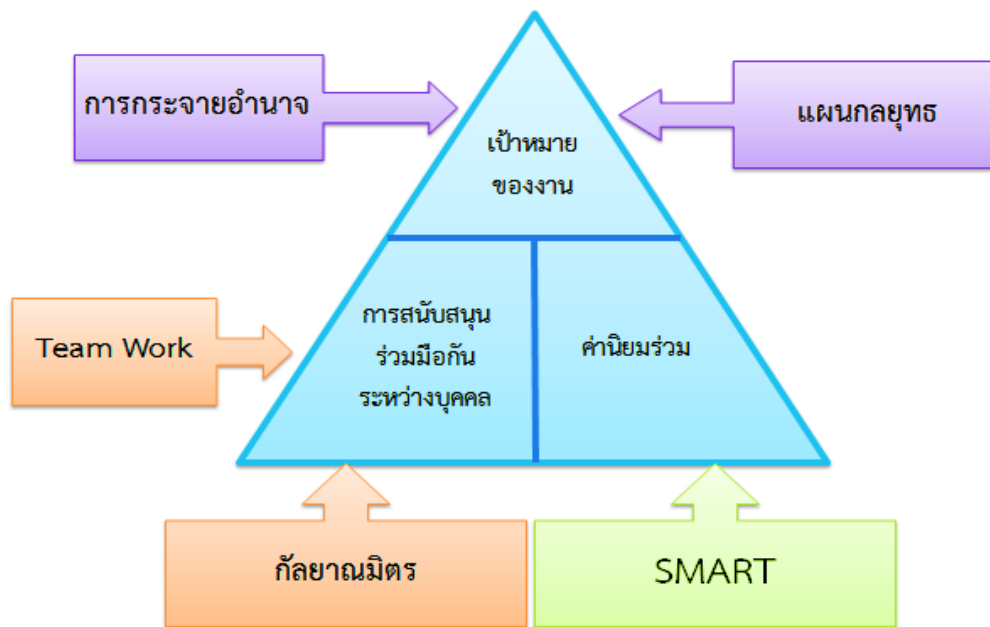 การกระจายอำนาจ
แผนกลยุทธ
เป้าหมาย
ของงาน
Team Work
การสนับสนุน
ร่วมมือกัน
ระหว่างบุคคล
ค่านิยมร่วม
กัลยาณมิตร
SMART